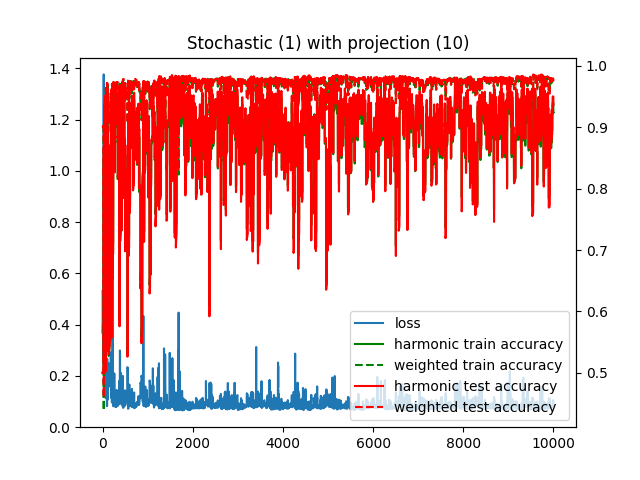 Stochastic (1) with projection (10)
1.4
1.2
1.0
0.8
0.6
0.4
0.2
0.0
1.0
0.9
0.8
0.7
0.6
0.5
loss
harmonic train accuracy
weighted train accuracy
harmonic test accuracy
weighted test accuracy
0 2000 4000 6000 8000 10000